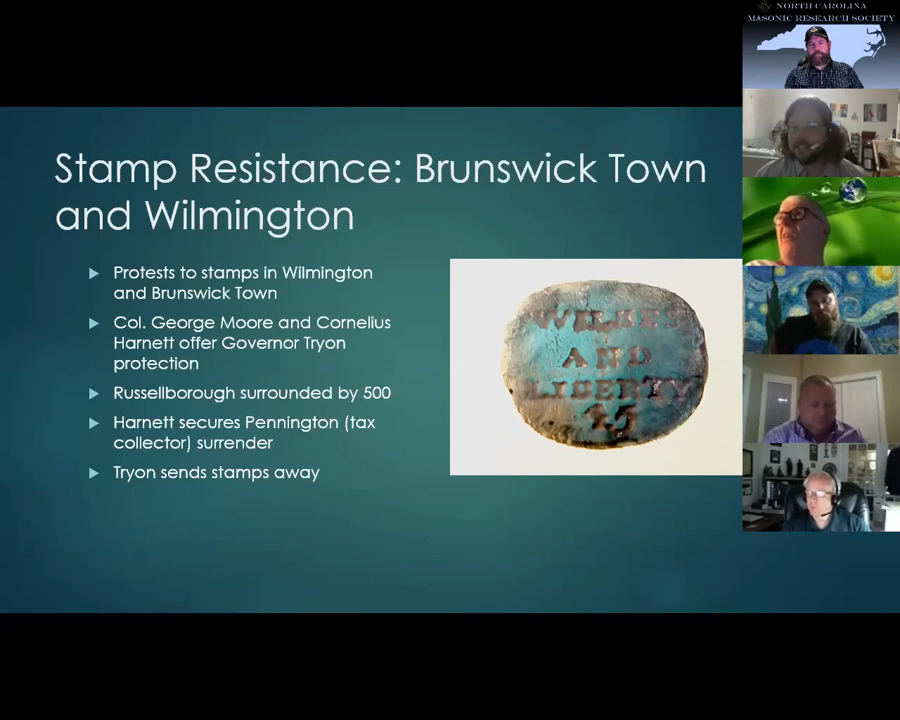 NORTH CAROLINA
MASONIC RESEARCH SOCIETY
Stamp Resistance: Brunswick Town
and Wilmington
Protests to stamps in Wilmington
and Brunswick Town
Col. George Moore and Cornelius
Harnett offer Governor Tryon
protection
Russellborough surrounded by 500
Harnett secures Pennington (tax
collector) surrender
Tryon sends stamps away
WILKES
AND
LIBERTY
45